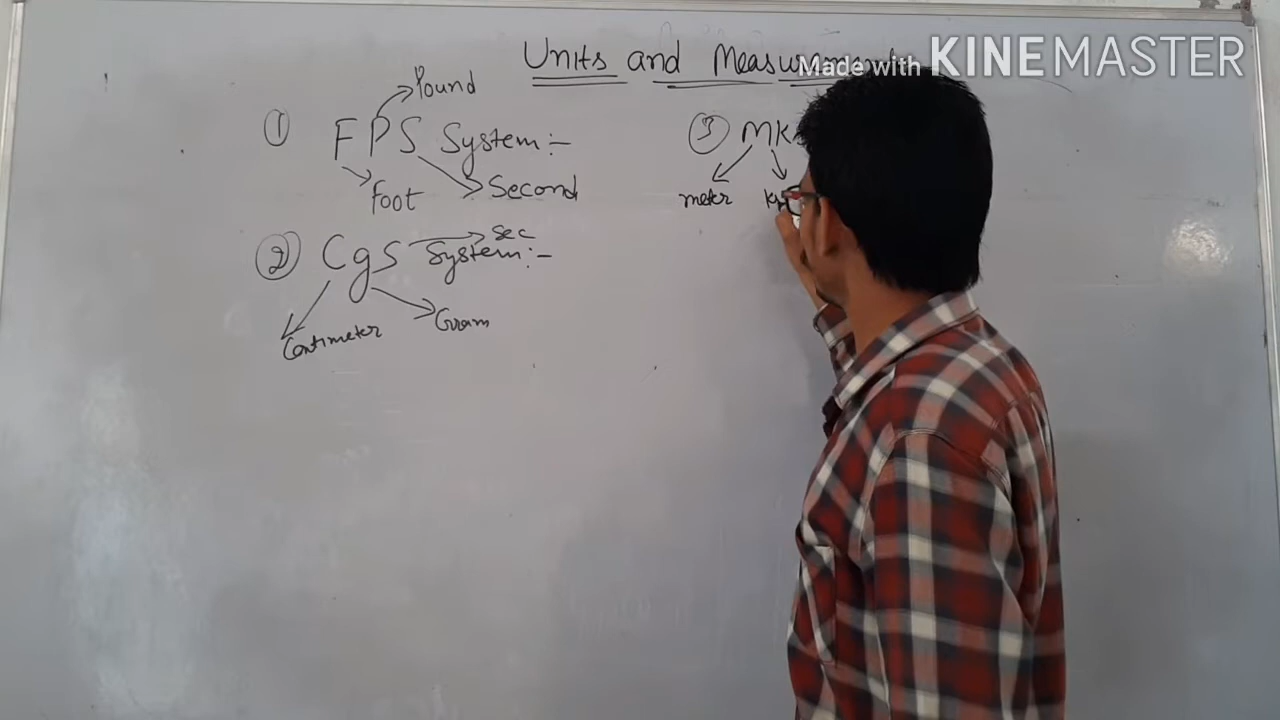 Units and Measurement
Made with KINEMASTER
Pound
① FPS System:-
Foot
Second
② CgS System:-
sec
Centimeter
Gram
③ MK
meter